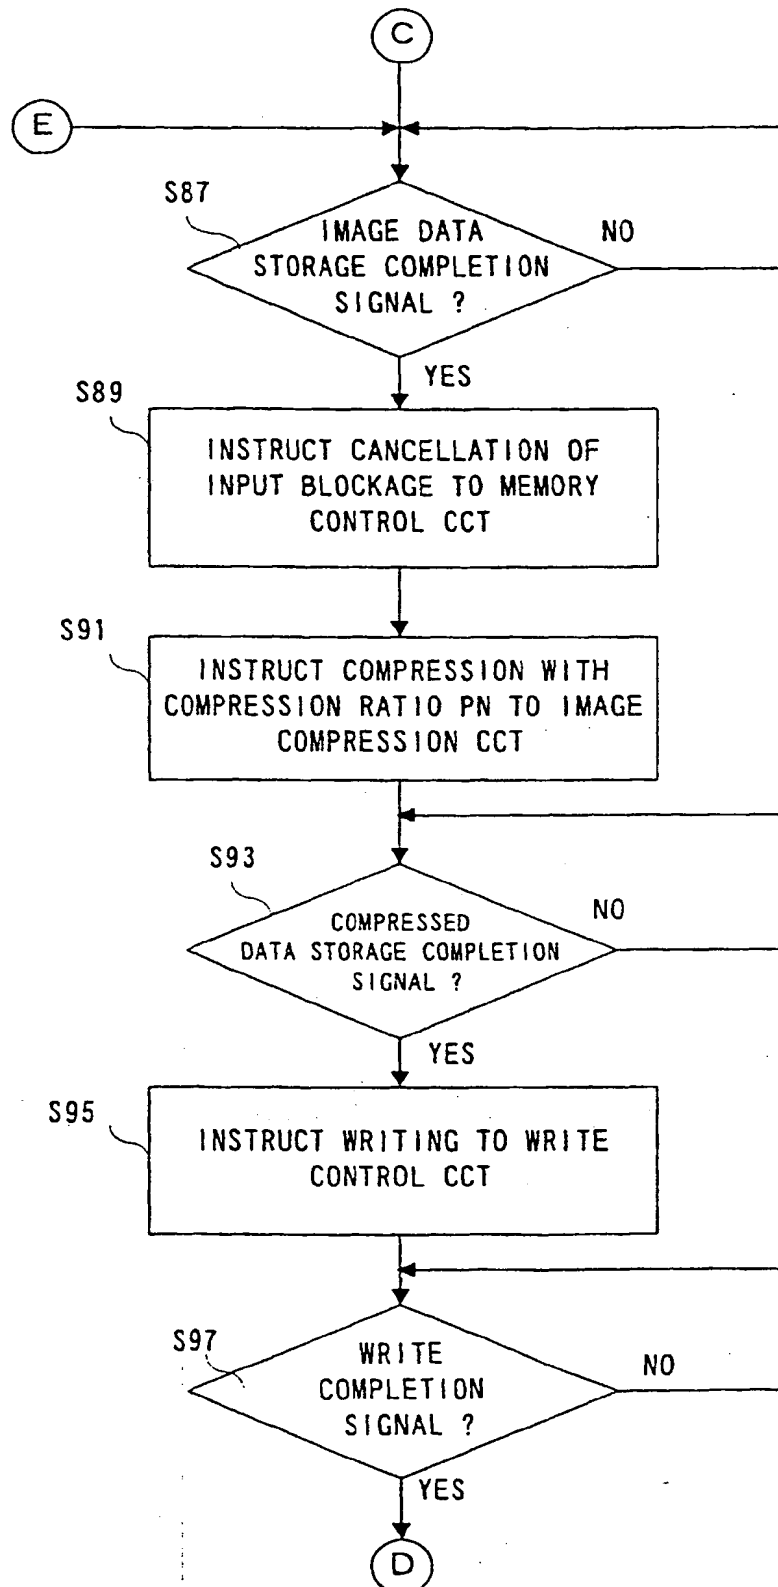 C
E
S87
IMAGE DATA
STORAGE COMPLETION
SIGNAL ?
NO
YES
S89
INSTRUCT CANCELLATION OF
INPUT BLOCKAGE TO MEMORY
CONTROL CCT
S91
INSTRUCT COMPRESSION WITH
COMPRESSION RATIO PN TO IMAGE
COMPRESSION CCT
S93
COMPRESSED
DATA STORAGE COMPLETION
SIGNAL ?
NO
YES
S95
INSTRUCT WRITING TO WRITE
CONTROL CCT
S97
WRITE
COMPLETION
SIGNAL ?
NO
YES
D